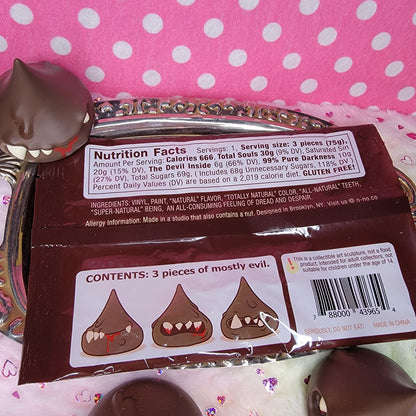 Nutrition Facts Servings: 1, Serving size: 3 pieces (75g),
Amount Per Serving: Calories 666, Total Souls 30g (9% DV), Saturated Sun
20g (15% DV), The Devil Inside 6g (66% DV), 99% Pure Darkness 100
(27% DV), Total Sugars 69g, (Includes 68g Unnecessary Sugars, 118% DV)
Percent Daily Values (DV) are based on a 2,019 calorie diet. GLUTEN FREE!
INGREDIENTS: VINYL, PAINT, "NATURAL" FLAVOR, "TOTALLY NATURAL" COLOR, "ALL-NATURAL" TEETH,
"SUPER-NATURAL" BEING, AN ALL-CONSUMING FEELING OF DREAD AND DESPAIR.
Allergy Information: Made in a studio that also contains a nut. Designed in Brooklyn, NY. Visit us @
CONTENTS: 3 pieces of mostly evil.
This is a collectible art sculpture, not a food
product. Intended for adult collectors, not
suitable for children under the age of 14
7 88000 43965 4
SERIOUSLY, DO NOT EAT! MADE IN CHINA